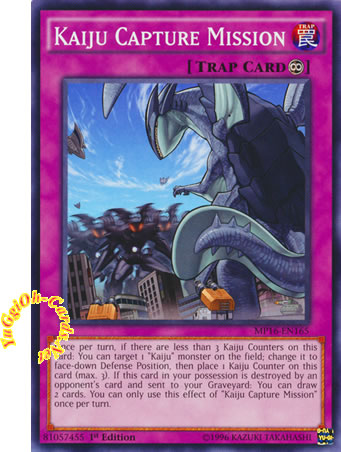 KAIJU CAPTURE MISSION
TRAP
罠
[TRAP CARD]
MP16-EN165
YuGiOh-Cards.de
once per turn, if there are less than 3 Kaiju Counters on this
card: You can target 1 "Kaiju" monster on the field; change it to
face-down Defense Position, then place 1 Kaiju Counter on this
card (max. 3). If this card in your possession is destroyed by an
opponent's card and sent to your Graveyard: You can draw
2 cards. You can only use this effect of "Kaiju Capture Mission"
once per turn.
81057455
1st Edition
©1996 KAZUKI TAKAHASHI